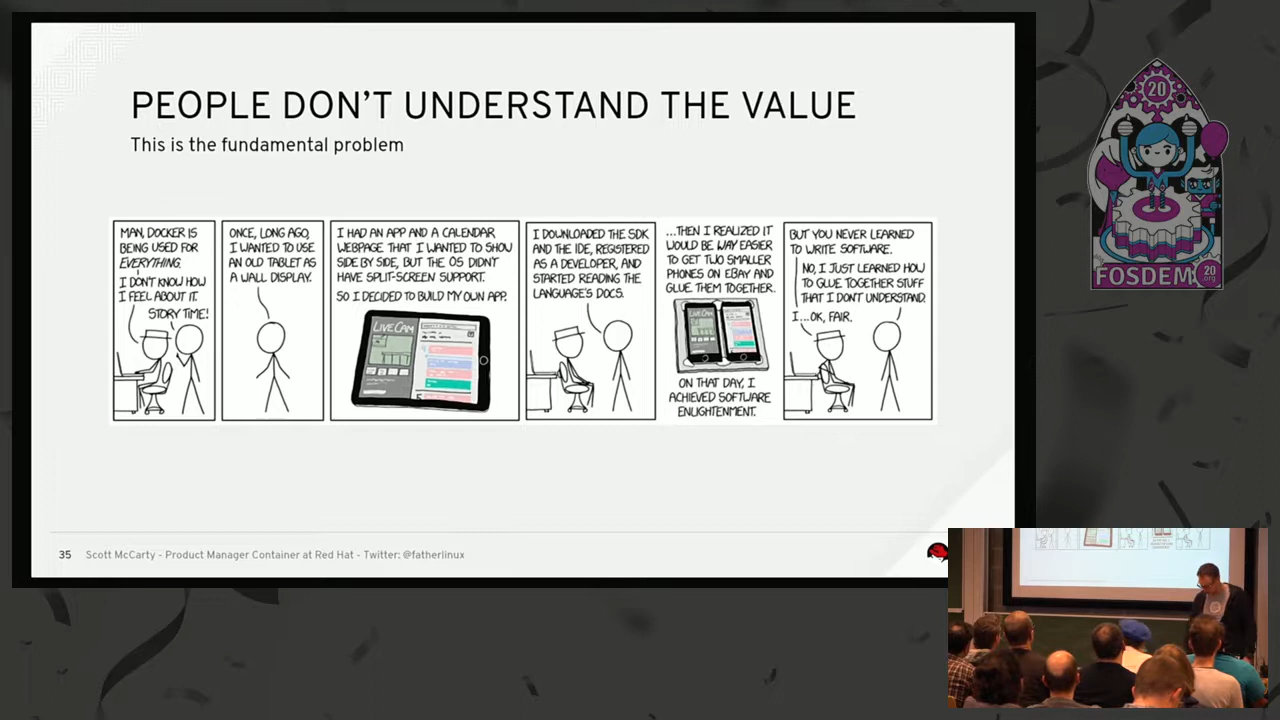 PEOPLE DON'T UNDERSTAND THE VALUE
This is the fundamental problem
MAN, DOCKER IS
BEING USED FOR
EVERYTHING.
I DON'T KNOW HOW
I FEEL ABOUT IT.
STORY TIME!
ONCE, LONG AGO,
I WANTED TO USE
AN OLD TABLET AS
A WALL DISPLAY.
I HAD AN APP AND A CALENDAR
WEBPAGE THAT I WANTED TO SHOW
SIDE BY SIDE, BUT THE OS DIDN'T
HAVE SPLIT-SCREEN SUPPORT.
SO I DECIDED TO BUILD MY OWN APP.
LIVE CAM
I DOWNLOADED THE SDK
AND THE IDE, REGISTERED
AS A DEVELOPER, AND
STARTED READING THE
LANGUAGE'S DOCS.
...THEN I REALIZED IT
WOULD BE WAY EASIER
TO GET TWO SMALLER
PHONES ON EBAY AND
GLUE THEM TOGETHER.
ON THAT DAY, I
ACHIEVED SOFTWARE
ENLIGHTENMENT.
BUT YOU NEVER LEARNED
TO WRITE SOFTWARE.
NO, I JUST LEARNED HOW
TO GLUE TOGETHER STUFF
THAT I DON'T UNDERSTAND.
I...OK, FAIR.
35 Scott McCarty - Product Manager Container at Red Hat - Twitter: @fatherlinux
20
FOSDEM 20
.org